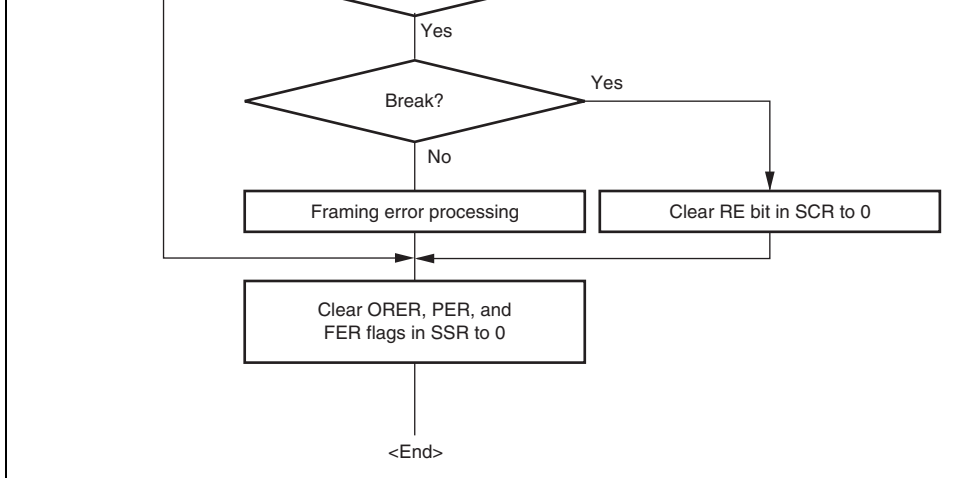 Yes
Break?
Yes
No
Framing error processing
Clear RE bit in SCR to 0
Clear ORER, PER, and
FER flags in SSR to 0
<End>